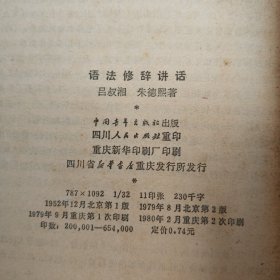 语法修辞讲话
吕叔湘 朱德熙著
*
中国青年出版社出版
四川人民出版社重印
重庆新华印刷厂印刷
四川省新华书店重庆发行所发行
*
787×1092 1/32 11印张 230千字
1952年12月北京第1版 1979年8月北京第2版
1979年9月重庆第1次印刷 1980年2月重庆第2次印刷
印数:200,001—654,000 定价0.74元